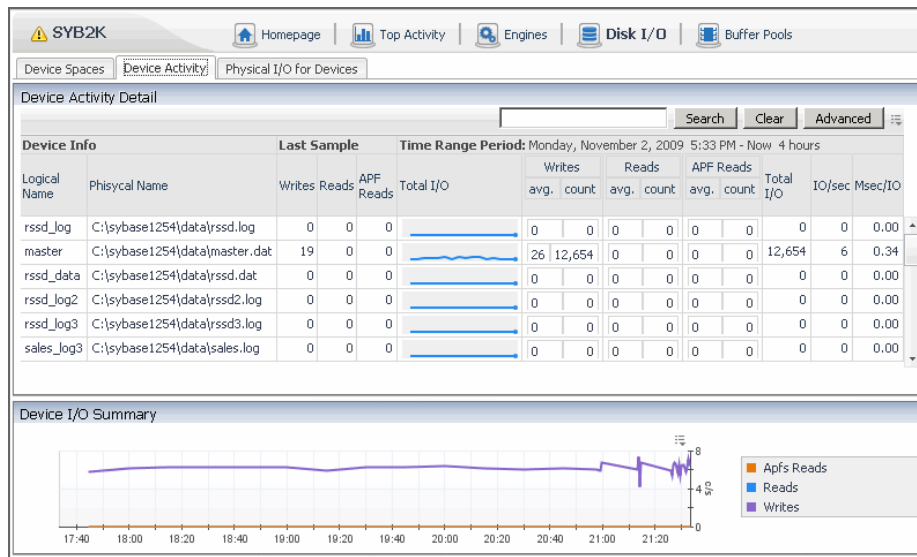 SYB2K Homepage Top Activity Engines Disk I/O Buffer Pools
Device Spaces Device Activity Physical I/O for Devices
Device Activity Detail
Search Clear Advanced
Device Info Last Sample Time Range Period: Monday, November 2, 2009 5:33 PM - Now 4 hours
Logical Name Phisycal Name Writes Reads APF Reads Total I/O Writes avg. count Reads avg. count APF Reads avg. count Total I/O IO/sec Msec/IO
rssd_log C:\sybase1254\data\rssd.log 0 0 0 0 0 0 0 0 0 0 0 0.00
master C:\sybase1254\data\master.dat 19 0 0 26 12,654 0 0 0 0 12,654 6 0.34
rssd_data C:\sybase1254\data\rssd.dat 0 0 0 0 0 0 0 0 0 0 0 0.00
rssd_log2 C:\sybase1254\data\rssd2.log 0 0 0 0 0 0 0 0 0 0 0 0.00
rssd_log3 C:\sybase1254\data\rssd3.log 0 0 0 0 0 0 0 0 0 0 0 0.00
sales_log3 C:\sybase1254\data\sales.log 0 0 0 0 0 0 0 0 0 0 0 0.00
Device I/O Summary
8
4
0
c/s
Apfs Reads
Reads
Writes
17:40 18:00 18:20 18:40 19:00 19:20 19:40 20:00 20:20 20:40 21:00 21:20